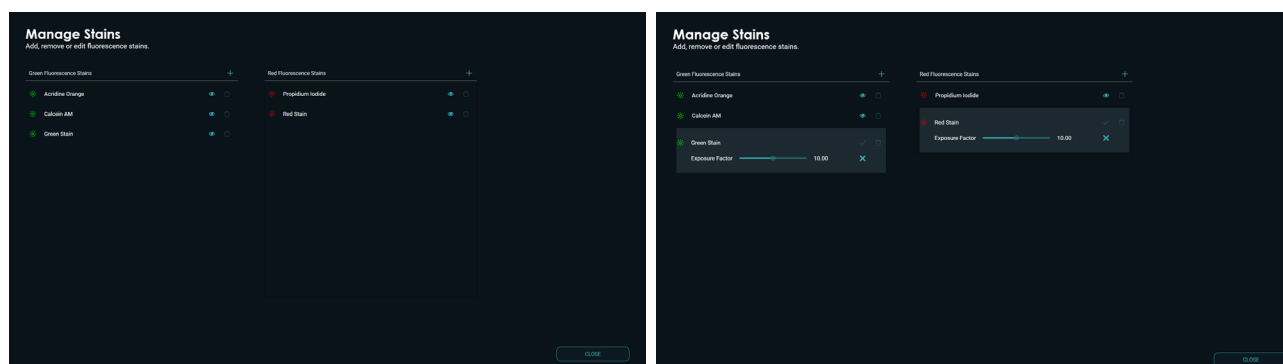 Manage Stains
Add, remove or edit fluorescence stains.
Green Fluorescence Stains
Acridine Orange
Calcein AM
Green Stain
Red Fluorescence Stains
Propidium Iodide
Red Stain
CLOSE
Manage Stains
Add, remove or edit fluorescence stains.
Green Fluorescence Stains
Acridine Orange
Calcein AM
Green Stain
Exposure Factor 10.00
Red Fluorescence Stains
Propidium Iodide
Red Stain
Exposure Factor 10.00
CLOSE